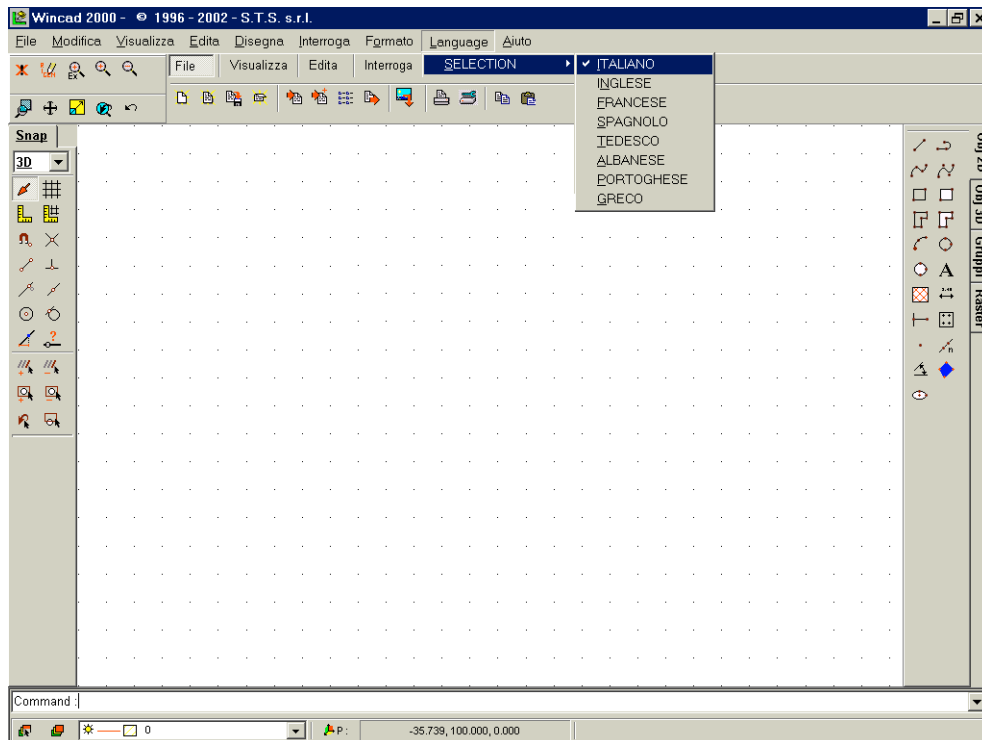 Wincad 2000 - © 1996 - 2002 - S.T.S. s.r.l.
File Modifica Visualizza Edita Disegna Interroga Formato Language Aiuto
File Visualizza Edita Interroga
SELECTION
ITALIANO
INGLESE
FRANCESE
SPAGNOLO
TEDESCO
ALBANESE
PORTOGHESE
GRECO
Snap
3D
Obj 2D
Obj 3D
Gruppi
Raster
A
Command :
0
P :
-35.739, 100.000, 0.000